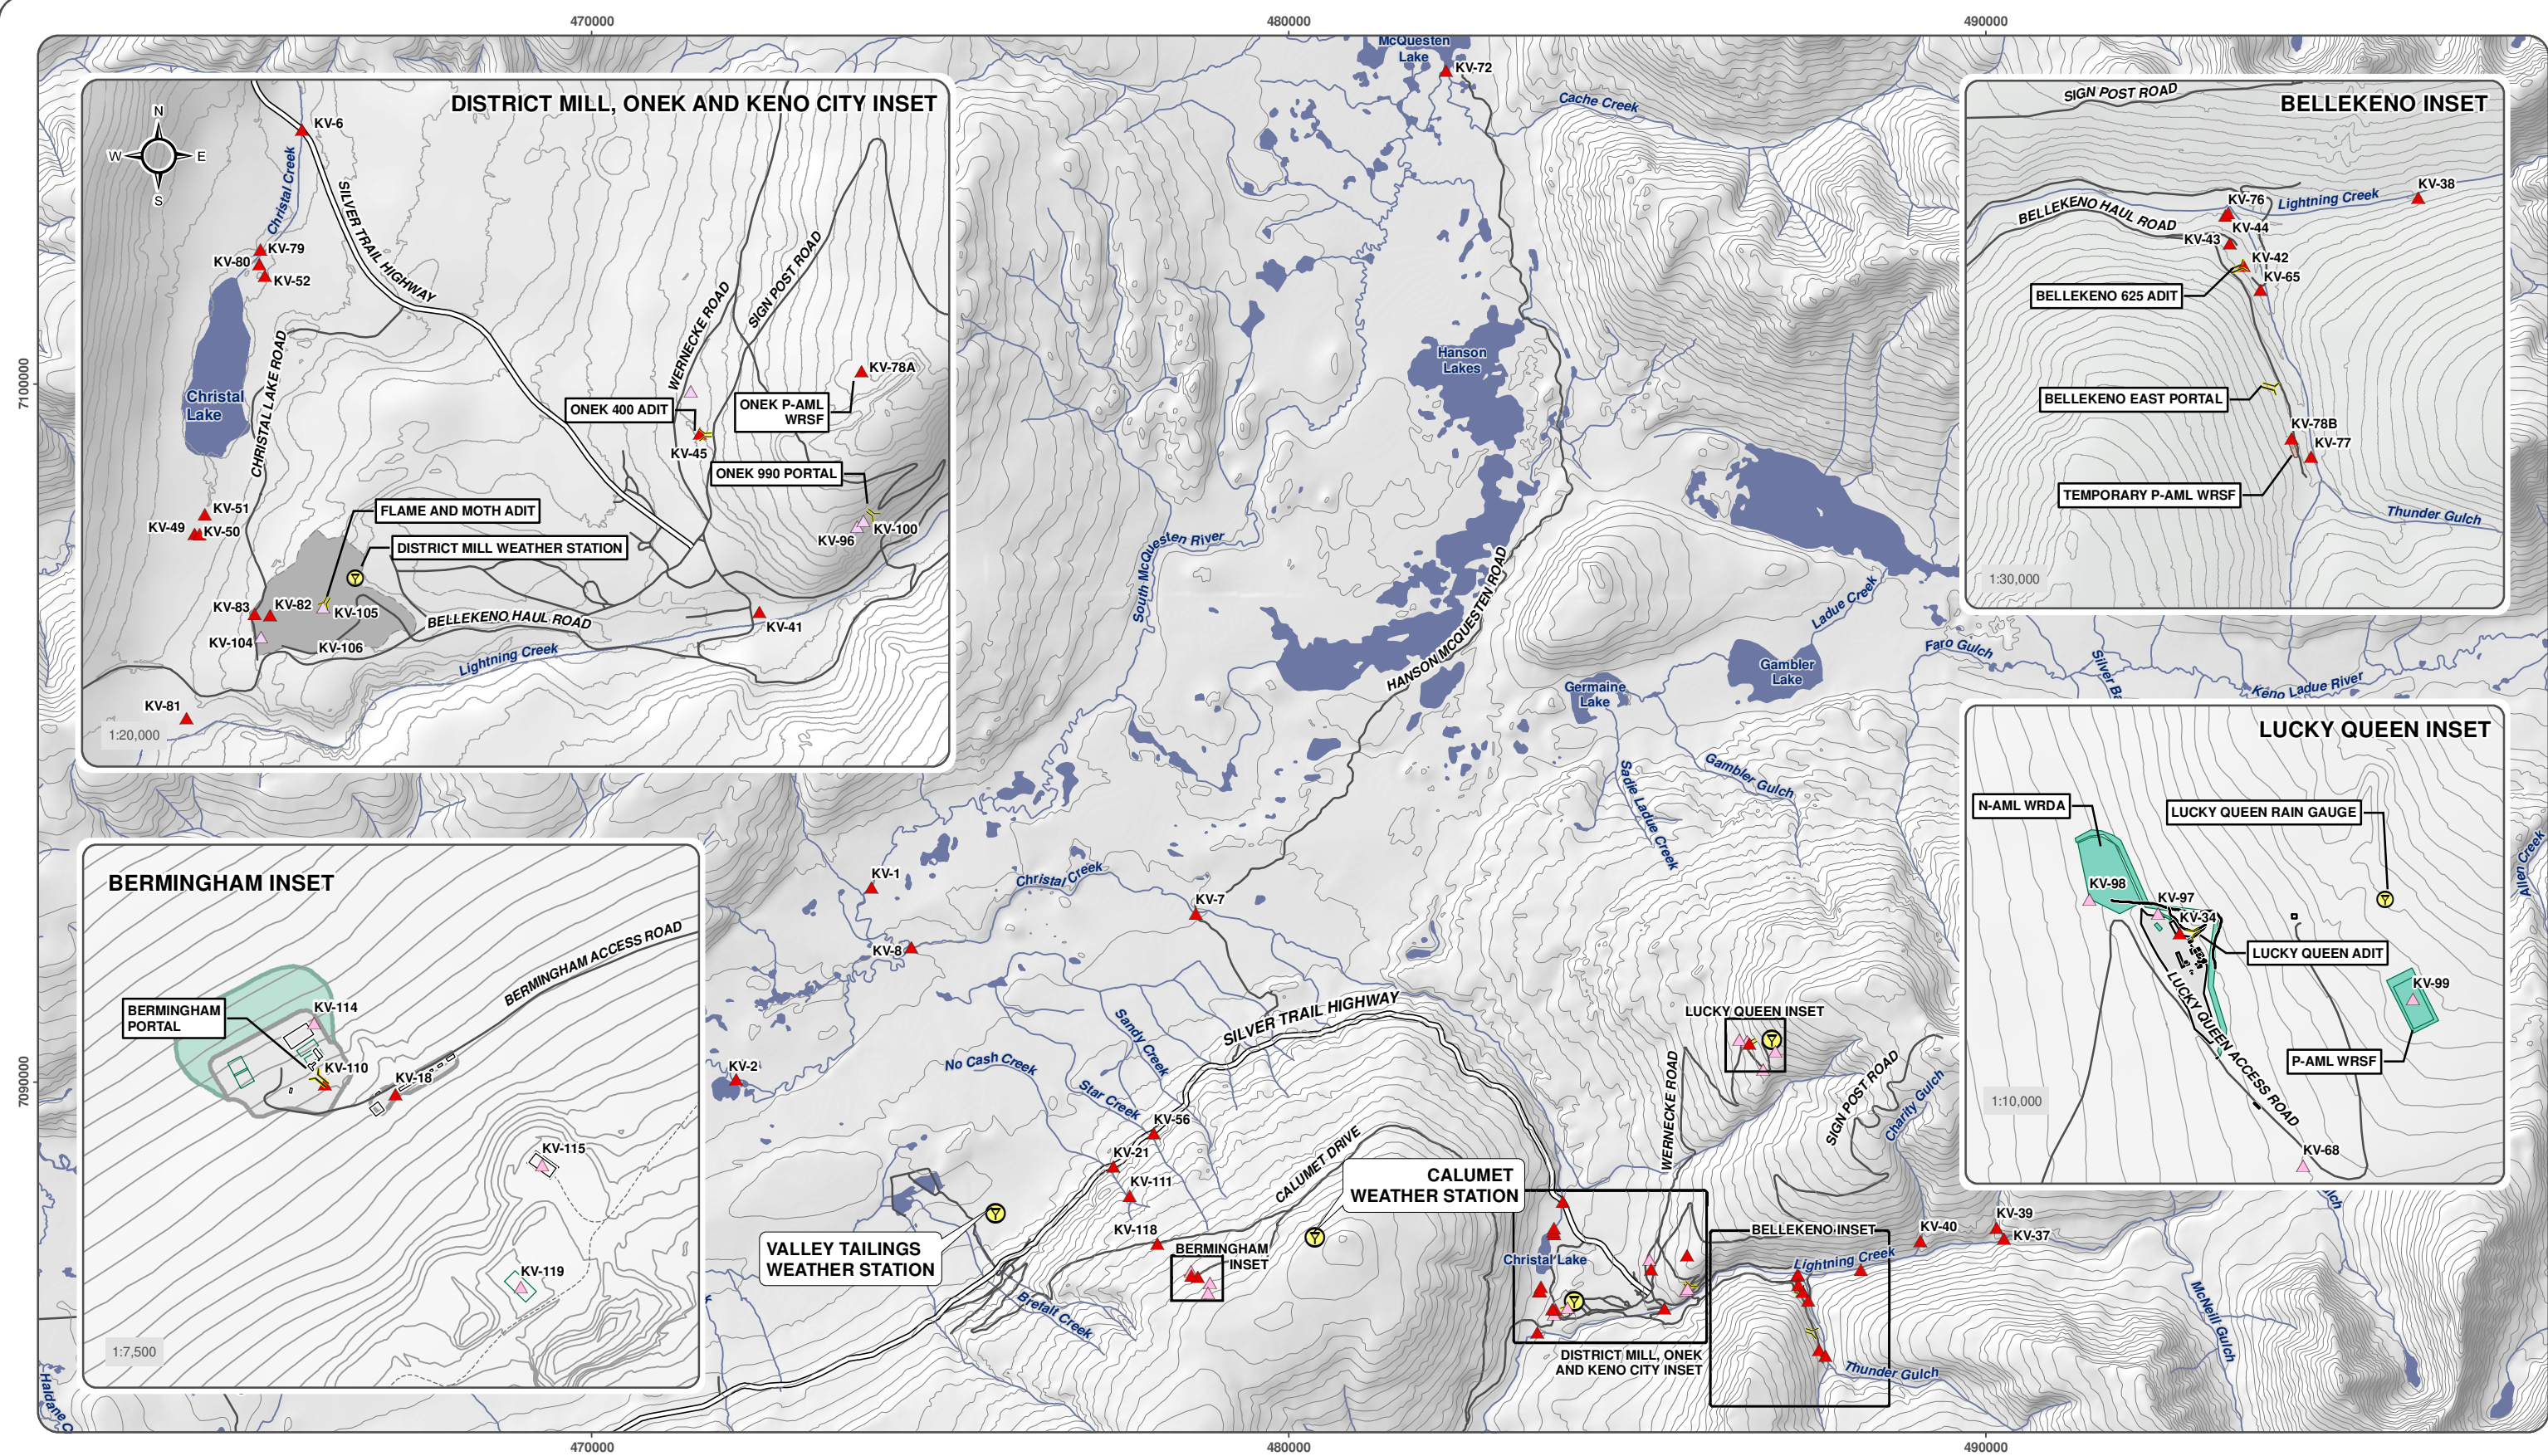 470000
480000
490000
7100000
7090000
DISTRICT MILL, ONEK AND KENO CITY INSET
N
W
E
S
KV-6
Christal Creek
SILVER TRAIL HIGHWAY
KV-79
KV-80
KV-52
Christal
Lake
CHRISTAL LAKE ROAD
WERNECKE ROAD
SIGN POST ROAD
KV-78A
ONEK 400 ADIT
ONEK P-AML
WRSF
KV-45
ONEK 990 PORTAL
KV-51
KV-49
KV-50
FLAME AND MOTH ADIT
DISTRICT MILL WEATHER STATION
KV-100
KV-96
KV-83
KV-82
KV-105
KV-104
KV-106
BELLEKENO HAUL ROAD
KV-41
Lightning Creek
KV-81
1:20,000
McQuesten
Lake
KV-72
Cache Creek
Hanson
Lakes
South McQuesten River
HANSON MCQUESTEN ROAD
Ladue Creek
Gambler
Lake
Germaine
Lake
Faro Gulch
Silver Ba
Keno Ladue River
Gambler Gulch
Sadie Ladue Creek
Allen Creek
BELLEKENO INSET
SIGN POST ROAD
KV-38
KV-76
Lightning Creek
BELLEKENO HAUL ROAD
KV-44
KV-43
KV-42
KV-65
BELLEKENO 625 ADIT
BELLEKENO EAST PORTAL
KV-78B
KV-77
TEMPORARY P-AML WRSF
Thunder Gulch
1:30,000
LUCKY QUEEN INSET
N-AML WRDA
LUCKY QUEEN RAIN GAUGE
KV-98
KV-97
KV-34
LUCKY QUEEN ADIT
KV-99
LUCKY QUEEN ACCESS ROAD
P-AML WRSF
1:10,000
KV-68
BERMINGHAM INSET
BERMINGHAM ACCESS ROAD
BERMINGHAM
PORTAL
KV-114
KV-110
KV-18
KV-115
KV-119
1:7,500
KV-1
Christal Creek
KV-7
KV-8
SILVER TRAIL HIGHWAY
Sandy Creek
No Cash Creek
KV-2
Star Creek
KV-56
KV-21
KV-111
KV-118
CALUMET DRIVE
CALUMET
WEATHER STATION
VALLEY TAILINGS
WEATHER STATION
BERMINGHAM
INSET
Brefalt Creek
LUCKY QUEEN INSET
WERNECKE ROAD
SIGN POST ROAD
Charity Gulch
Christal Lake
BELLEKENO INSET
Lightning Creek
KV-40
KV-39
KV-37
DISTRICT MILL, ONEK
AND KENO CITY INSET
Thunder Gulch
McNeill Gulch
ulch
Haldane C
470000
480000
490000